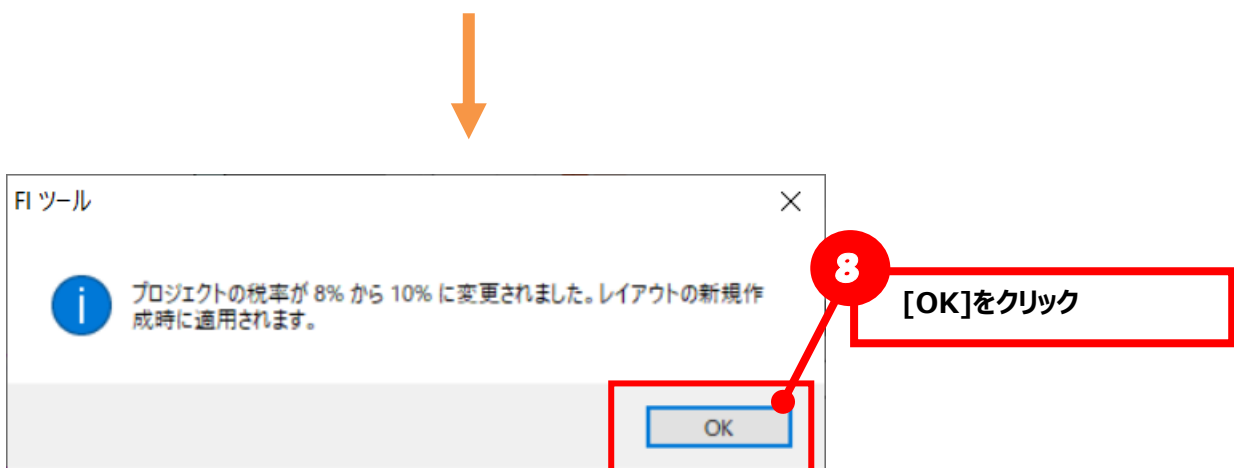 FI ツール
プロジェクトの税率が 8% から 10% に変更されました。レイアウトの新規作
成時に適用されます。
8
[OK]をクリック
OK